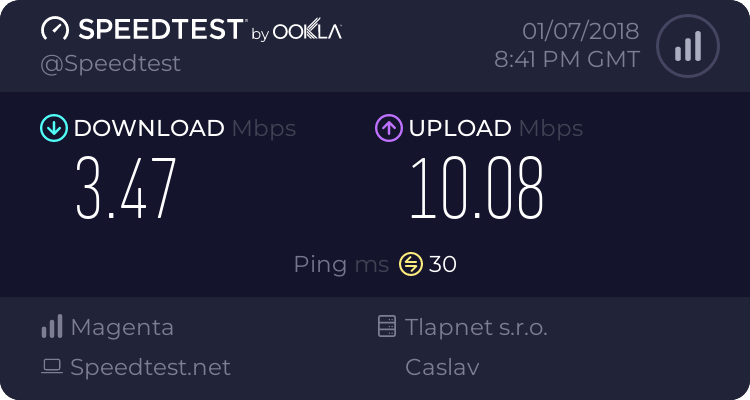 SPEEDTEST by OOKLA
@Speedtest
01/07/2018
8:41 PM GMT
DOWNLOAD Mbps
3.47
UPLOAD Mbps
10.08
Ping ms 30
Magenta
Speedtest.net
Tlapnet s.r.o.
Caslav